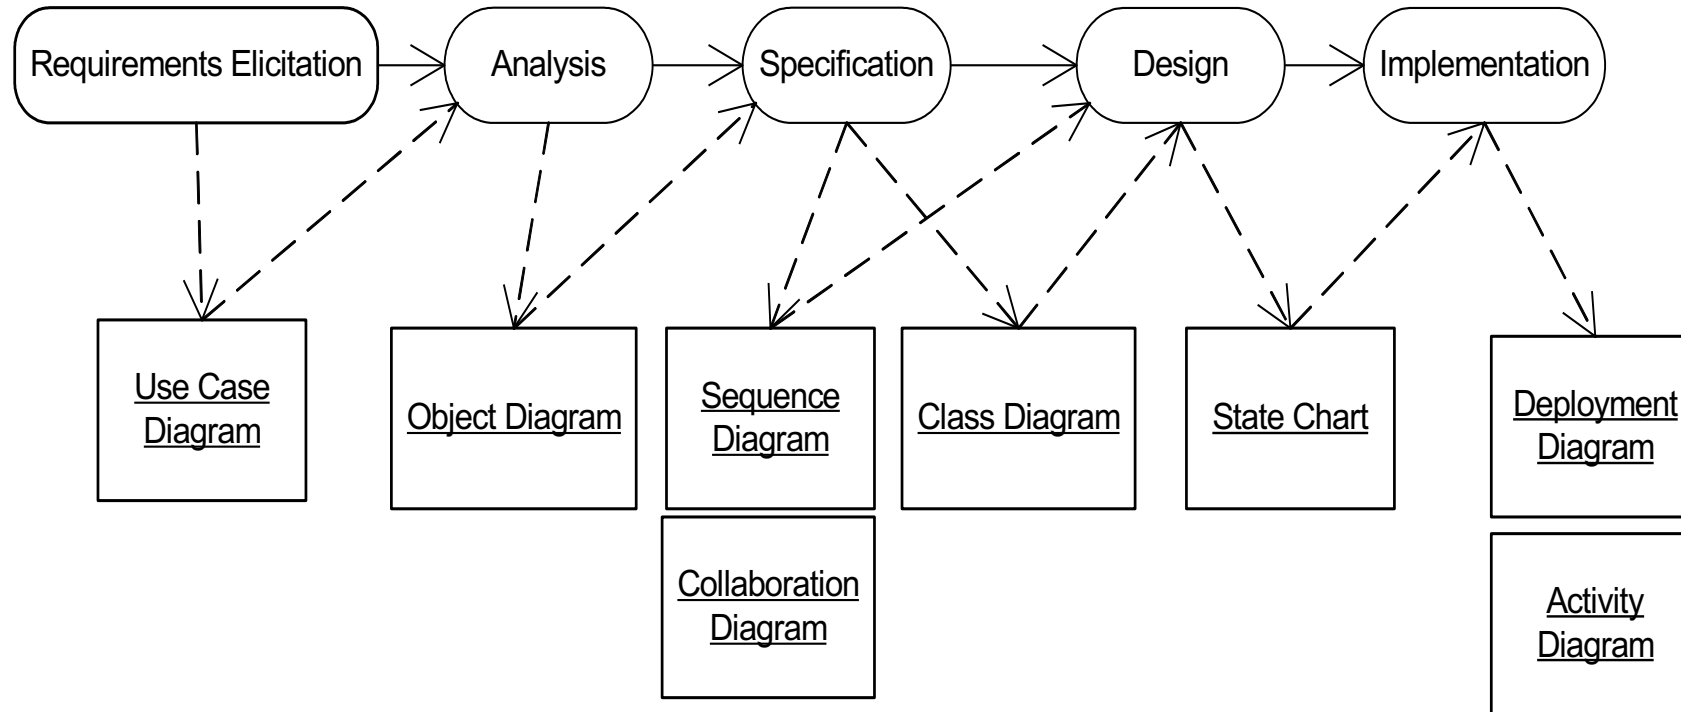 Requirements Elicitation
Analysis
Specification
Design
Implementation
Use Case
Diagram
Object Diagram
Sequence
Diagram
Class Diagram
State Chart
Deployment
Diagram
Collaboration
Diagram
Activity
Diagram